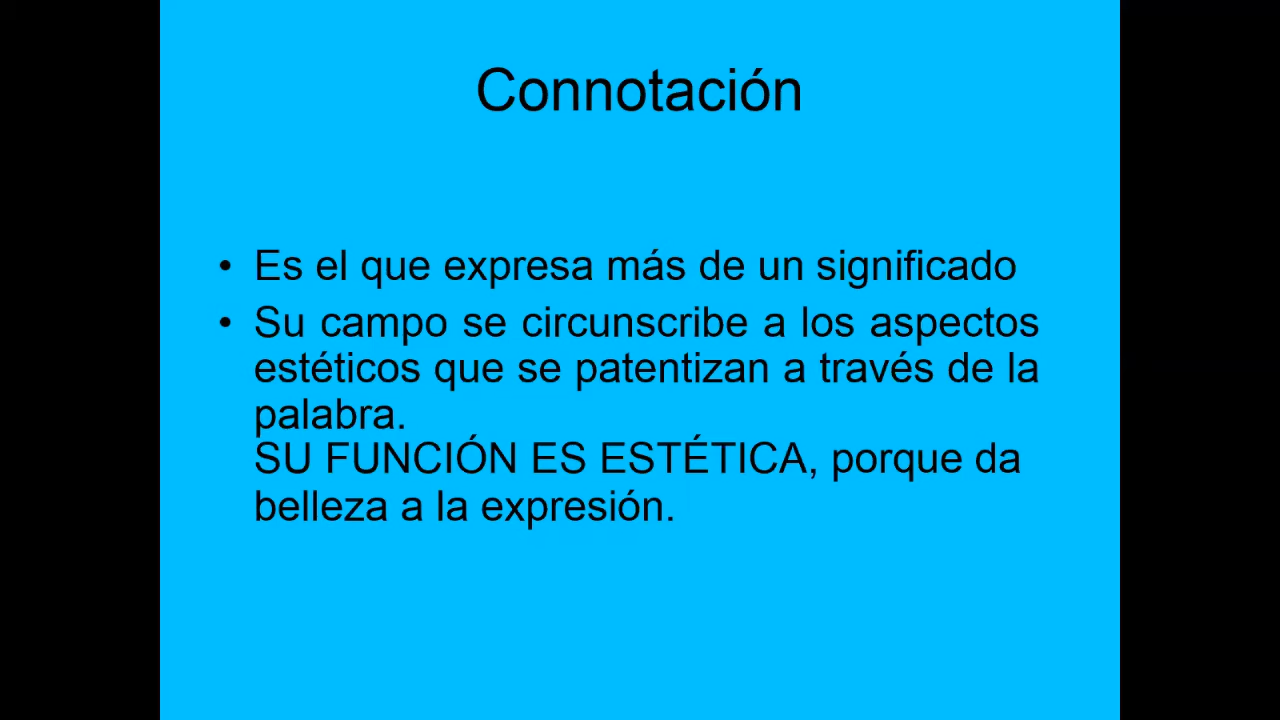 Connotación
• Es el que expresa más de un significado
• Su campo se circunscribe a los aspectos
estéticos que se patentizan a través de la
palabra.
SU FUNCIÓN ES ESTÉTICA, porque da
belleza a la expresión.